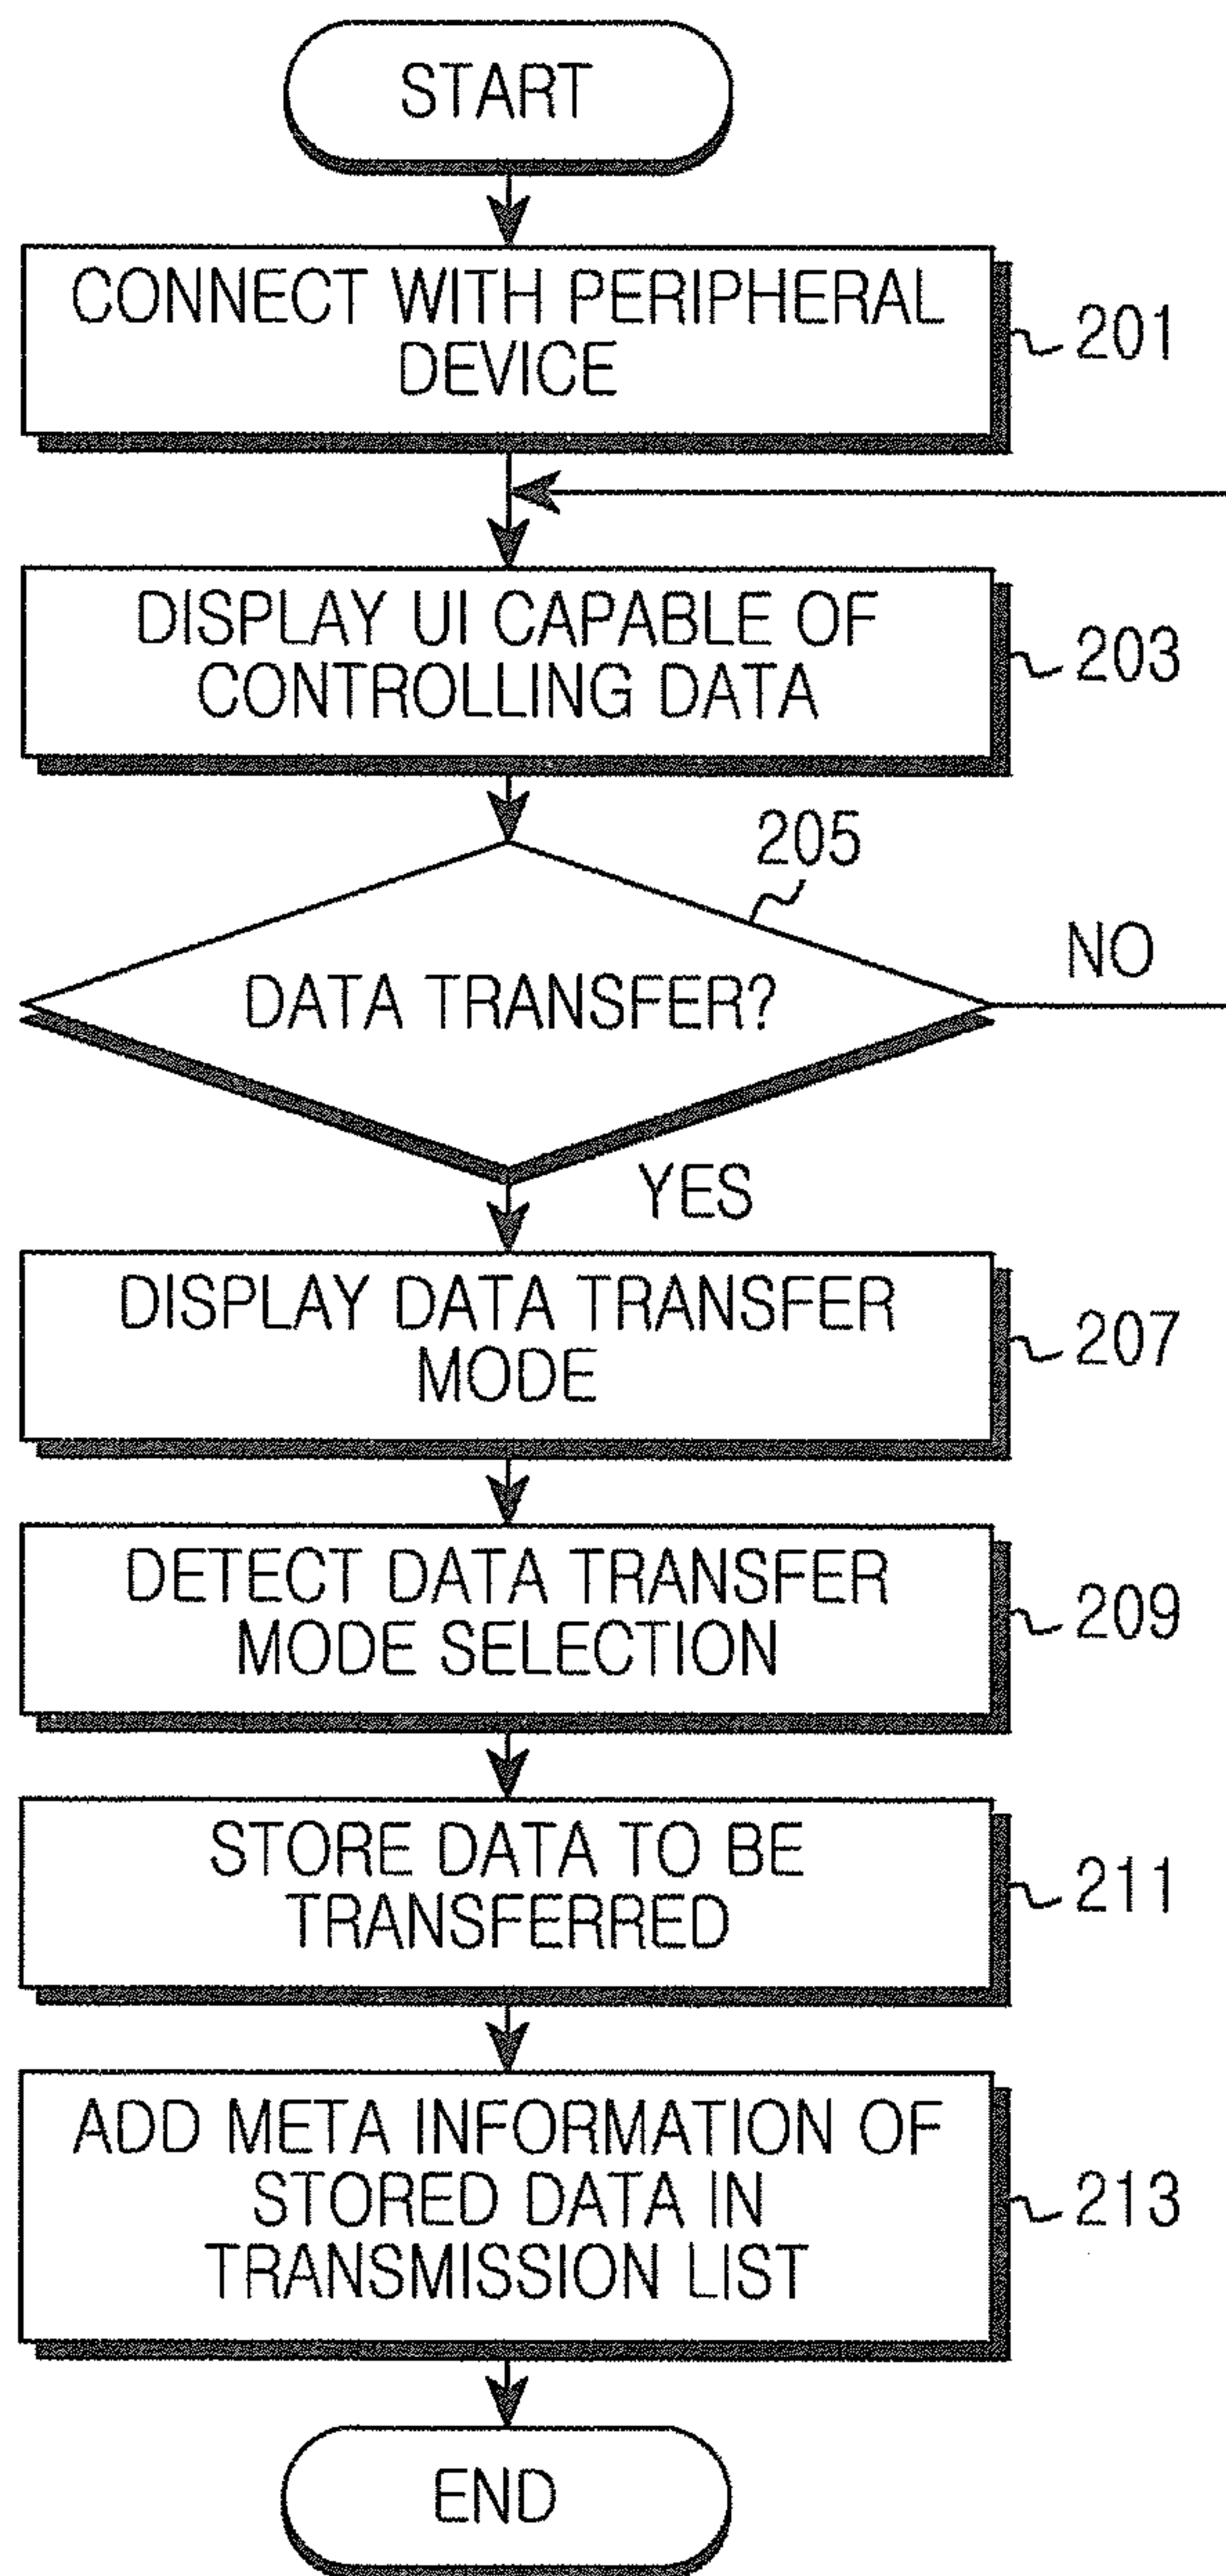 START
CONNECT WITH PERIPHERAL
DEVICE
201
DISPLAY UI CAPABLE OF
CONTROLLING DATA
203
205
DATA TRANSFER?
NO
YES
DISPLAY DATA TRANSFER
MODE
207
DETECT DATA TRANSFER
MODE SELECTION
209
STORE DATA TO BE
TRANSFERRED
211
ADD META INFORMATION OF
STORED DATA IN
TRANSMISSION LIST
213
END